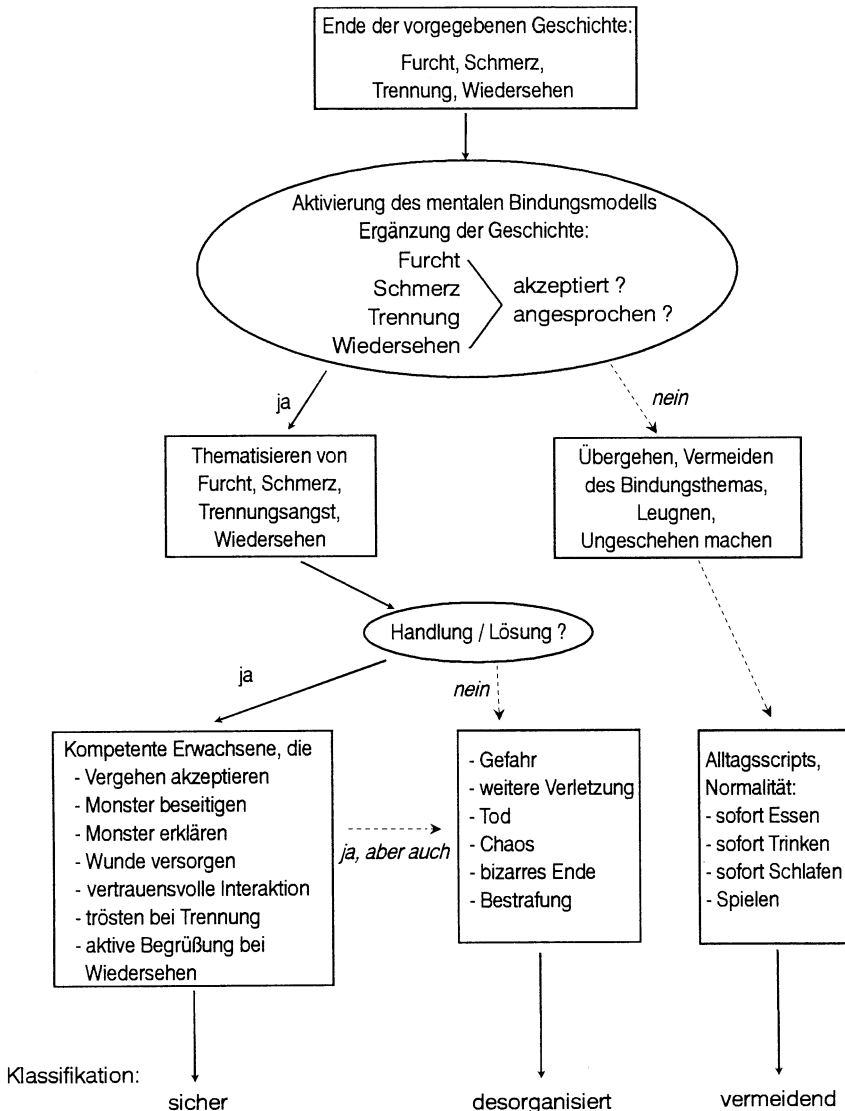 Ende der vorgegebenen Geschichte:
Furcht, Schmerz,
Trennung, Wiedersehen
Aktivierung des mentalen Bindungsmodells
Ergänzung der Geschichte:
Furcht
Schmerz
Trennung
Wiedersehen
akzeptiert ?
angesprochen ?
ja
nein
Thematisieren von
Furcht, Schmerz,
Trennungsangst,
Wiedersehen
Übergehen, Vermeiden
des Bindungsthemas,
Leugnen,
Ungeschehen machen
Handlung / Lösung ?
ja
nein
Kompetente Erwachsene, die
- Vergehen akzeptieren
- Monster beseitigen
- Monster erklären
- Wunde versorgen
- vertrauensvolle Interaktion
- trösten bei Trennung
- aktive Begrüßung bei
Wiedersehen
ja, aber auch
- Gefahr
- weitere Verletzung
- Tod
- Chaos
- bizarres Ende
- Bestrafung
Alltagsscripts,
Normalität:
- sofort Essen
- sofort Trinken
- sofort Schlafen
- Spielen
Klassifikation:
sicher
desorganisiert
vermeidend